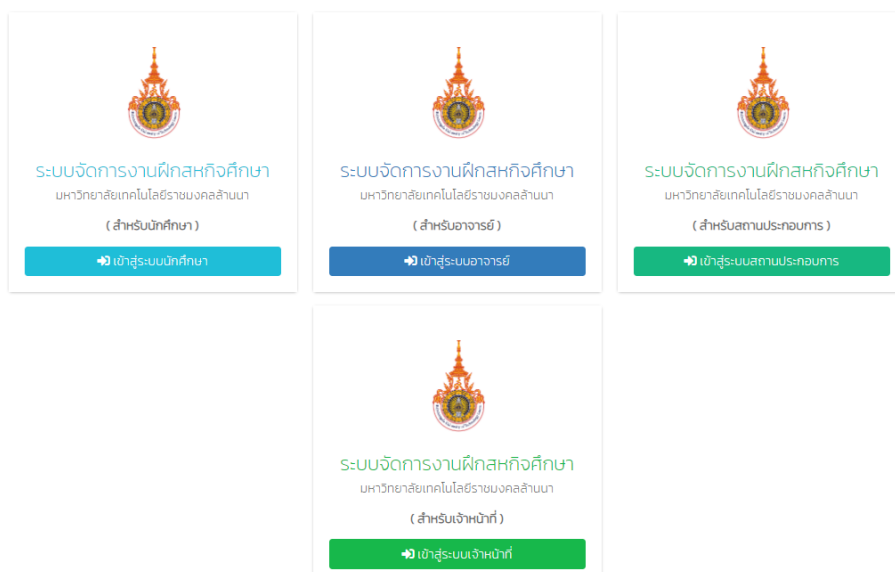 ระบบจัดการงานฝึกสหกิจศึกษา
มหาวิทยาลัยเทคโนโลยีราชมงคลล้านนา
( สำหรับนักศึกษา )
เข้าสู่ระบบนักศึกษา
ระบบจัดการงานฝึกสหกิจศึกษา
มหาวิทยาลัยเทคโนโลยีราชมงคลล้านนา
( สำหรับอาจารย์ )
เข้าสู่ระบบอาจารย์
ระบบจัดการงานฝึกสหกิจศึกษา
มหาวิทยาลัยเทคโนโลยีราชมงคลล้านนา
( สำหรับสถานประกอบการ )
เข้าสู่ระบบสถานประกอบการ
ระบบจัดการงานฝึกสหกิจศึกษา
มหาวิทยาลัยเทคโนโลยีราชมงคลล้านนา
( สำหรับเจ้าหน้าที่ )
เข้าสู่ระบบเจ้าหน้าที่